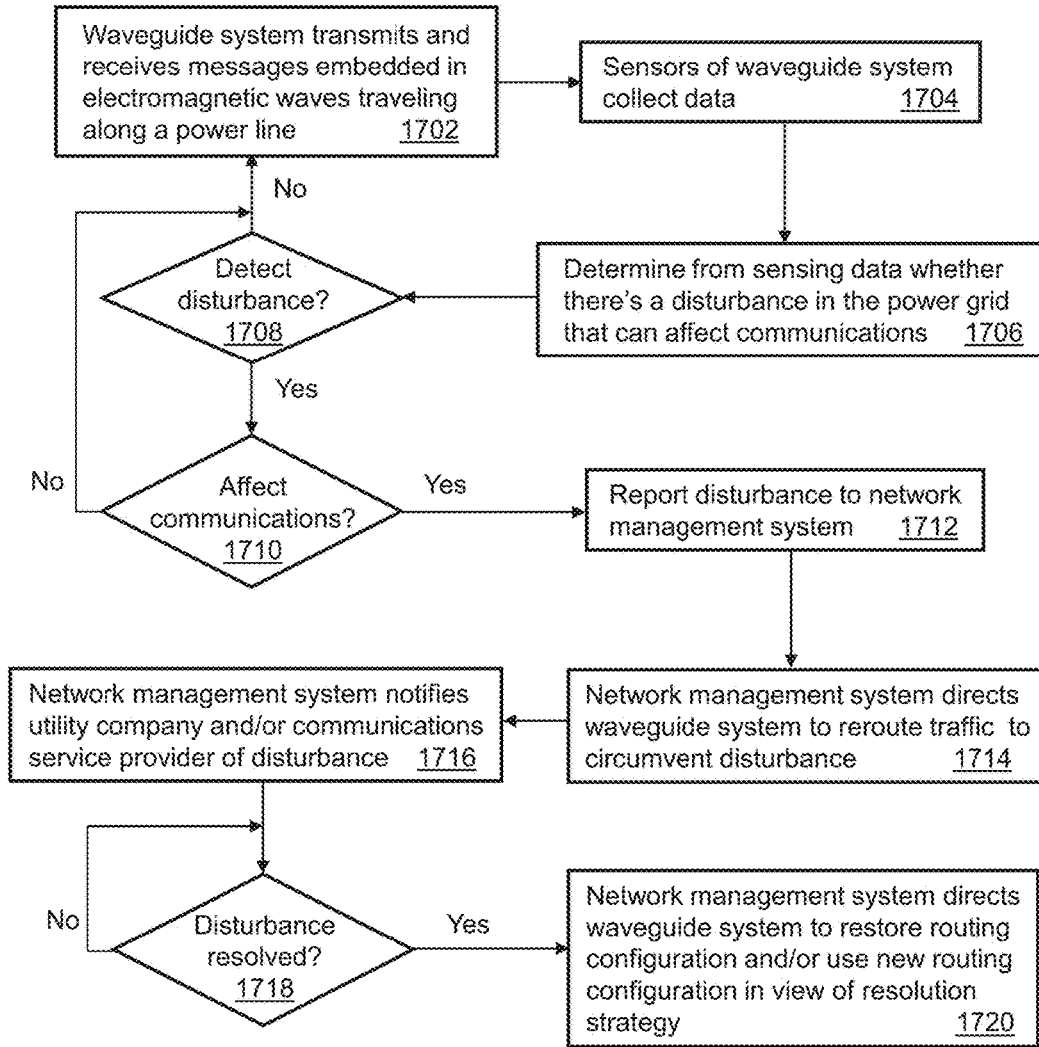 Waveguide system transmits and
receives messages embedded in
electromagnetic waves traveling
along a power line 1702
Sensors of waveguide system
collect data 1704
No
Detect
disturbance?
1708
Determine from sensing data whether
there's a disturbance in the power grid
that can affect communications 1706
Yes
No
Affect
communications?
1710
Yes
Report disturbance to network
management system 1712
Network management system notifies
utility company and/or communications
service provider of disturbance 1716
Network management system directs
waveguide system to reroute traffic to
circumvent disturbance 1714
No
Disturbance
resolved?
1718
Yes
Network management system directs
waveguide system to restore routing
configuration and/or use new routing
configuration in view of resolution
strategy 1720